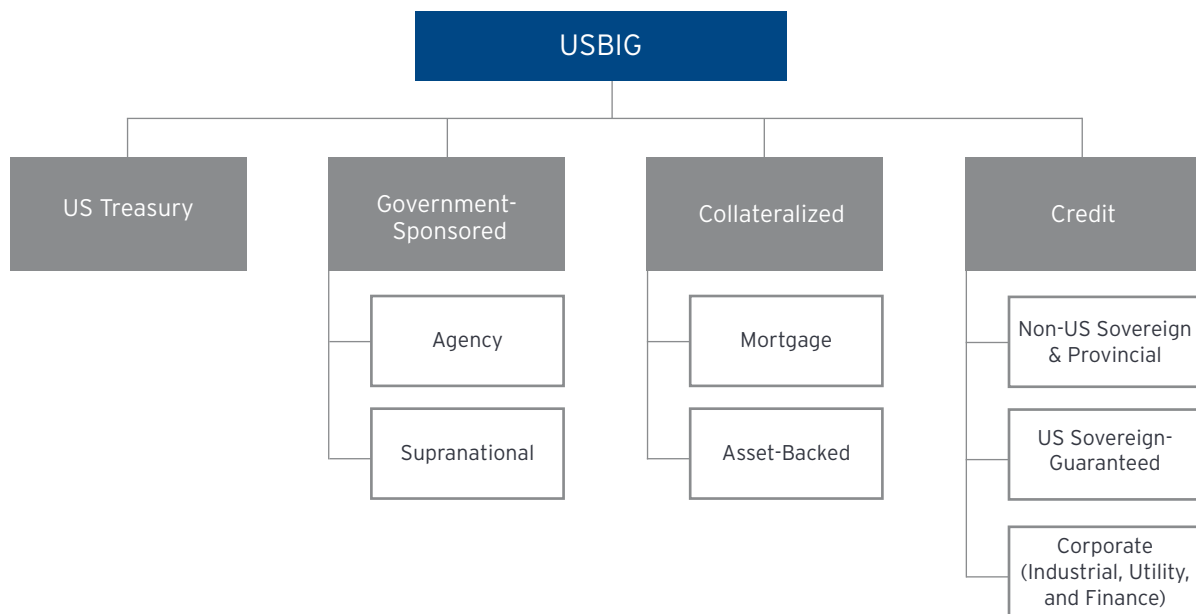 USBIG
US Treasury
Government-
Sponsored
Collateralized
Credit
Agency
Supranational
Mortgage
Asset-Backed
Non-US Sovereign
& Provincial
US Sovereign-
Guaranteed
Corporate
(Industrial, Utility,
and Finance)